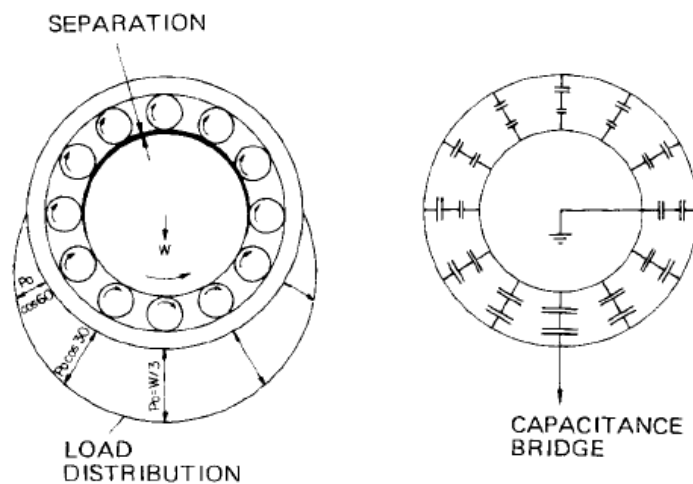 SEPARATION
W
Po
cos60
Po cos 30
Po=W/3
LOAD
DISTRIBUTION
CAPACITANCE
BRIDGE